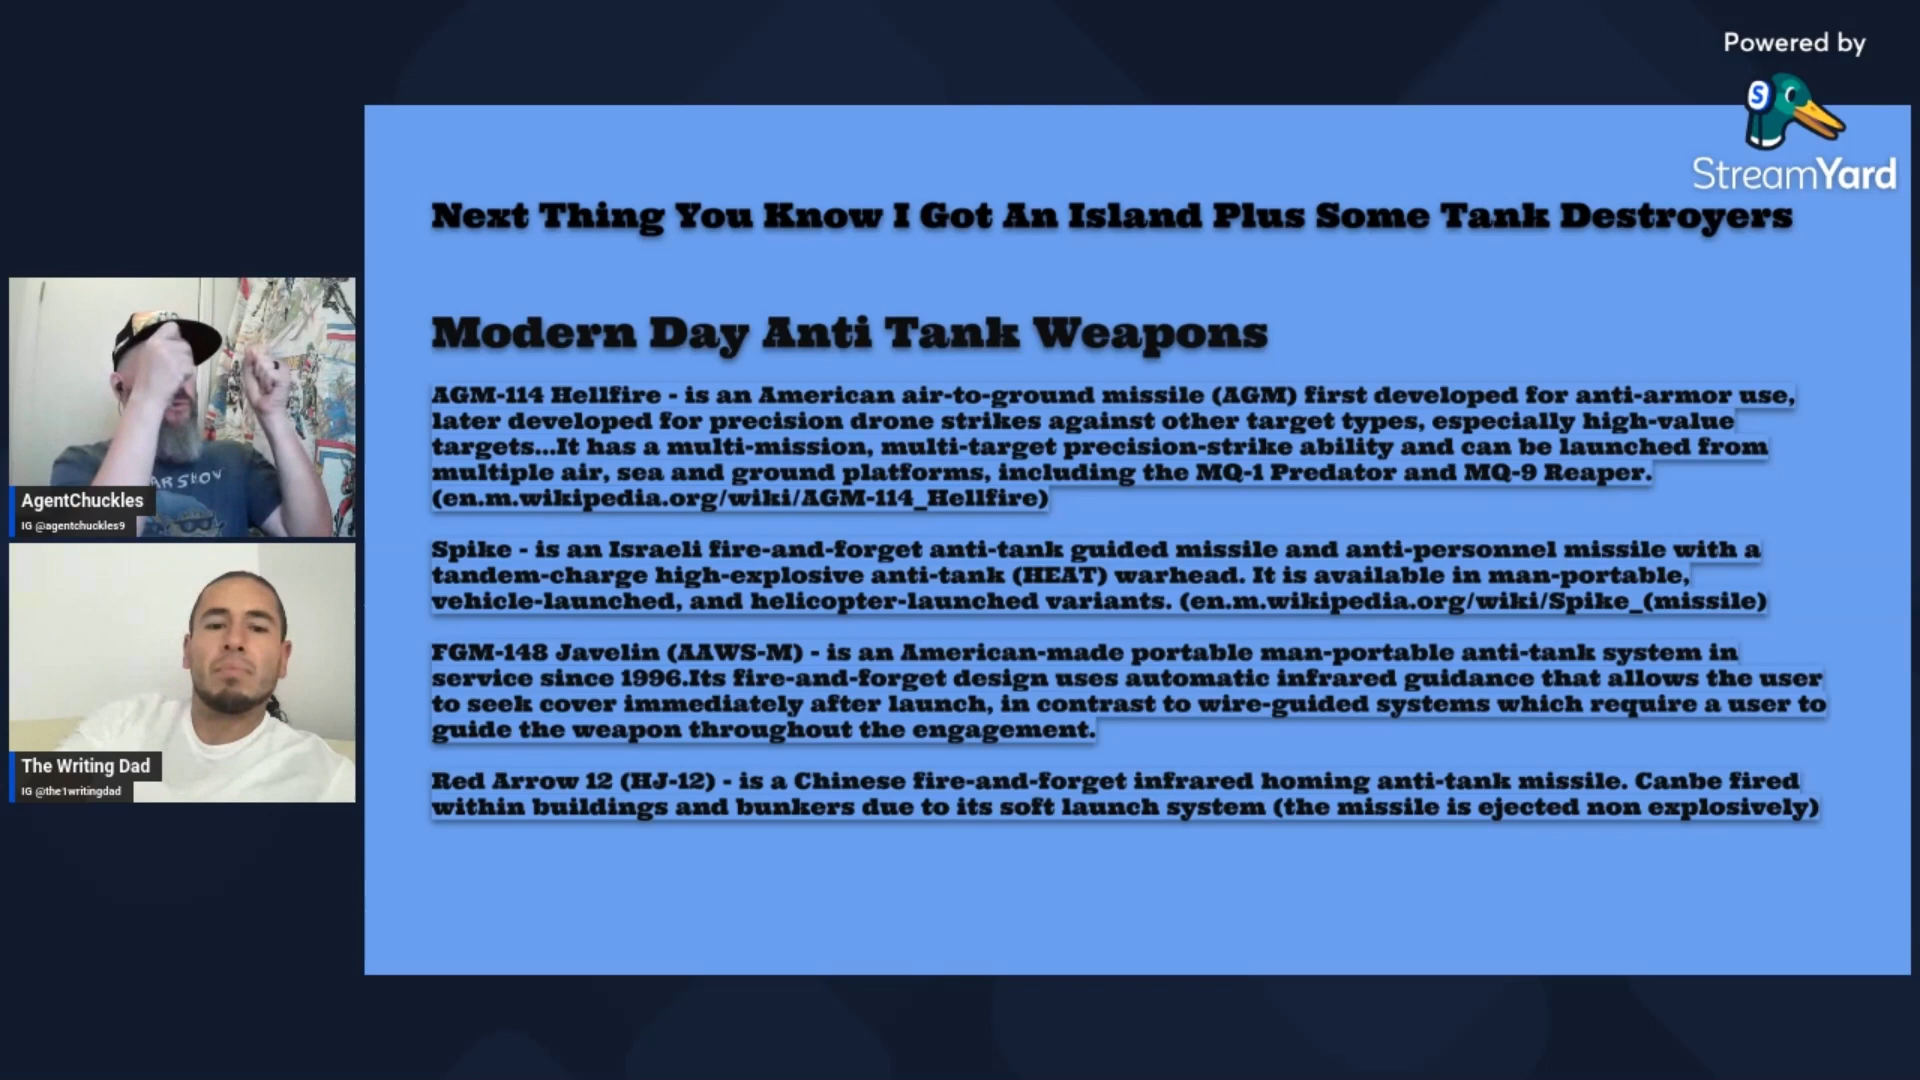 Powered by
StreamYard
Next Thing You Know I Got An Island Plus Some Tank Destroyers
Modern Day Anti Tank Weapons
AGM-114 Hellfire - is an American air-to-ground missile (AGM) first developed for anti-armor use,
later developed for precision drone strikes against other target types, especially high-value
targets...It has a multi-mission, multi-target precision-strike ability and can be launched from
multiple air, sea and ground platforms, including the MQ-1 Predator and MQ-9 Reaper.
(en.m.wikipedia.org/wiki/AGM-114_Hellfire)
Spike - is an Israeli fire-and-forget anti-tank guided missile and anti-personnel missile with a
tandem-charge high-explosive anti-tank (HEAT) warhead. It is available in man-portable,
vehicle-launched, and helicopter-launched variants. (en.m.wikipedia.org/wiki/Spike_(missile)
FGM-148 Javelin (AAWS-M) - is an American-made portable man-portable anti-tank system in
service since 1996.Its fire-and-forget design uses automatic infrared guidance that allows the user
to seek cover immediately after launch, in contrast to wire-guided systems which require a user to
guide the weapon throughout the engagement.
Red Arrow 12 (HJ-12) - is a Chinese fire-and-forget infrared homing anti-tank missile. Canbe fired
within buildings and bunkers due to its soft launch system (the missile is ejected non explosively)
SHOW
AgentChuckles
IG @agentchuckles9
The Writing Dad
IG @the1writingdad